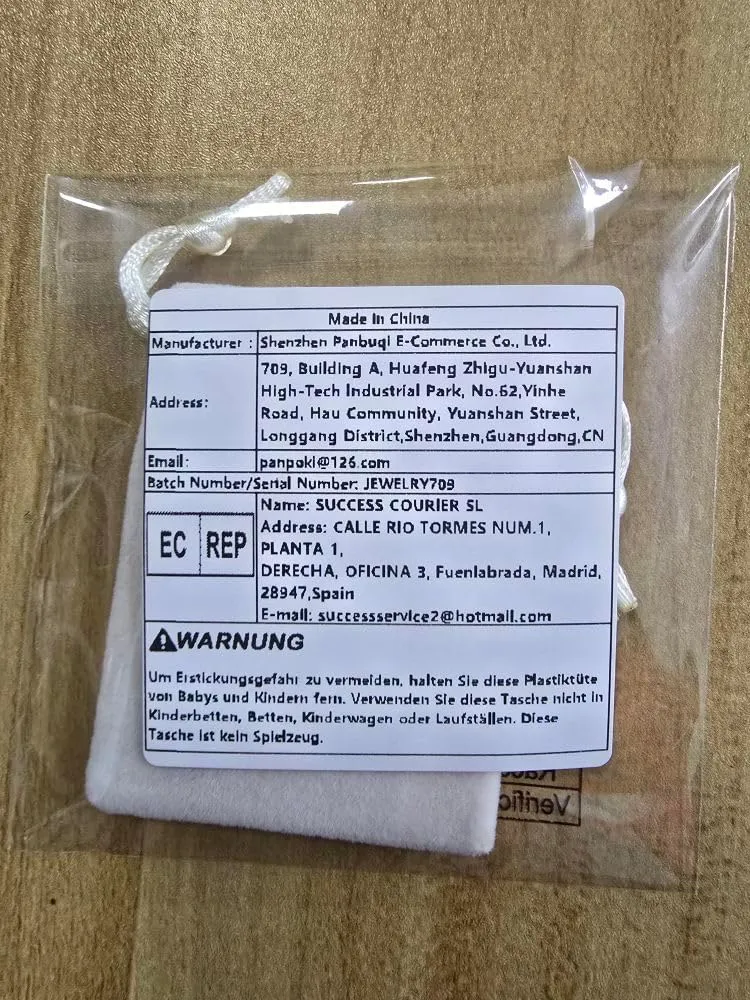 Made In China
Manufacturer : Shenzhen Panbuqi E-Commerce Co., Ltd.
Address: 709, Building A, Huafeng Zhigu-Yuanshan
High-Tech Industrial Park, No.62,Yinhe
Road, Hau Community, Yuanshan Street,
Longgang District,Shenzhen,Guangdong,CN
Email: panpoki@126.com
Batch Number/Serial Number: JEWELRY709
EC REP
Name: SUCCESS COURIER SL
Address: CALLE RIO TORMES NUM.1,
PLANTA 1,
DERECHA, OFICINA 3, Fuenlabrada, Madrid,
28947,Spain
E-mail: successservice2@hotmail.com
WARNUNG
Um Erstickungsgefahr zu vermeiden, halten Sie diese Plastiktüte
von Babys und Kindern fern. Verwenden Sie diese Tasche nicht in
Kinderbetten, Betten, Kinderwagen oder Laufställen. Diese
Tasche ist kein Spielzeug.